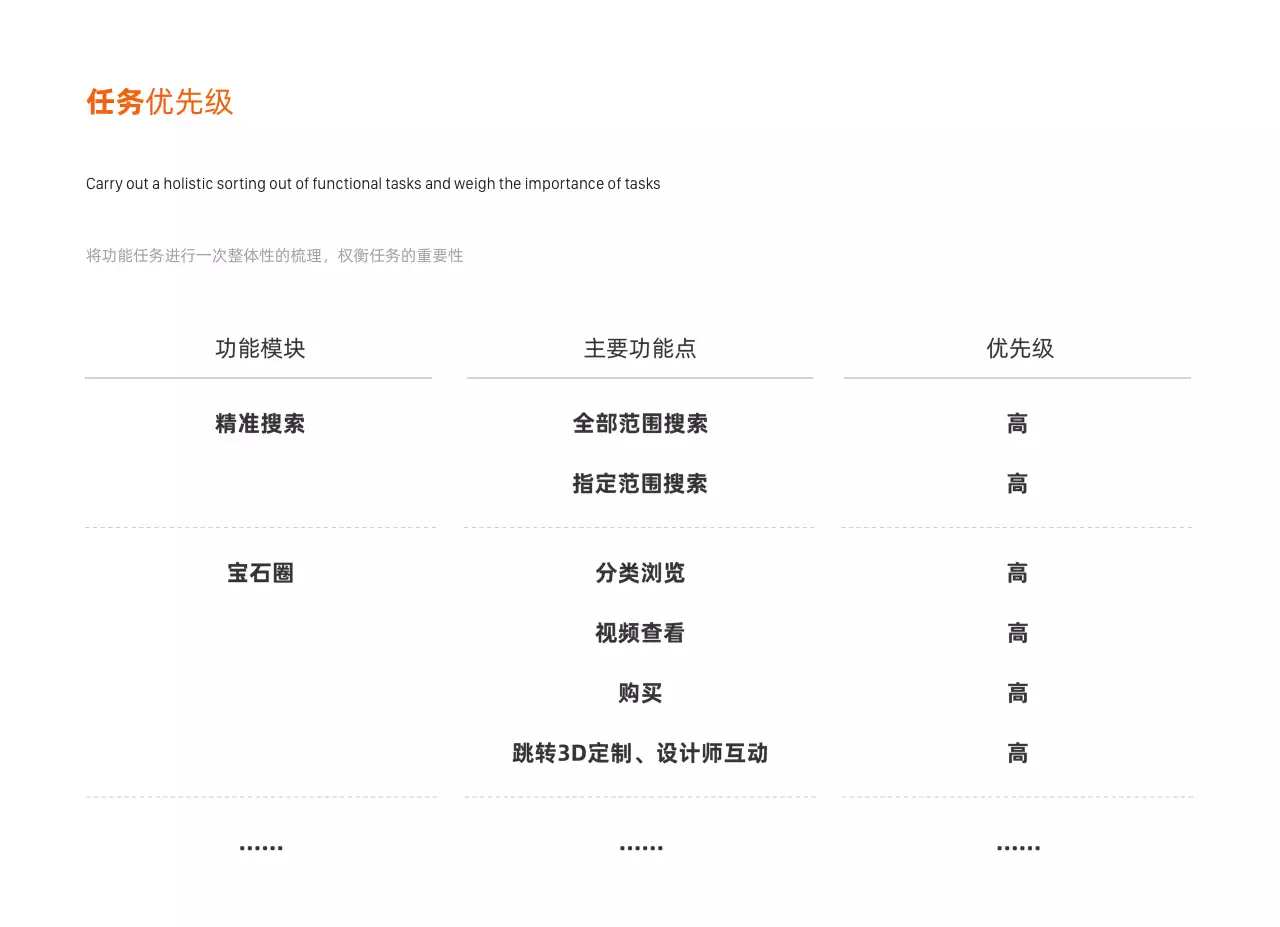 任务优先级
Carry out a holistic sorting out of functional tasks and weigh the importance of tasks
将功能任务进行一次整体性的梳理，权衡任务的重要性
功能模块 主要功能点 优先级
精准搜索 全部范围搜索 高
指定范围搜索 高
宝石圈 分类浏览 高
视频查看 高
购买 高
跳转3D定制、设计师互动 高
...... ...... ......